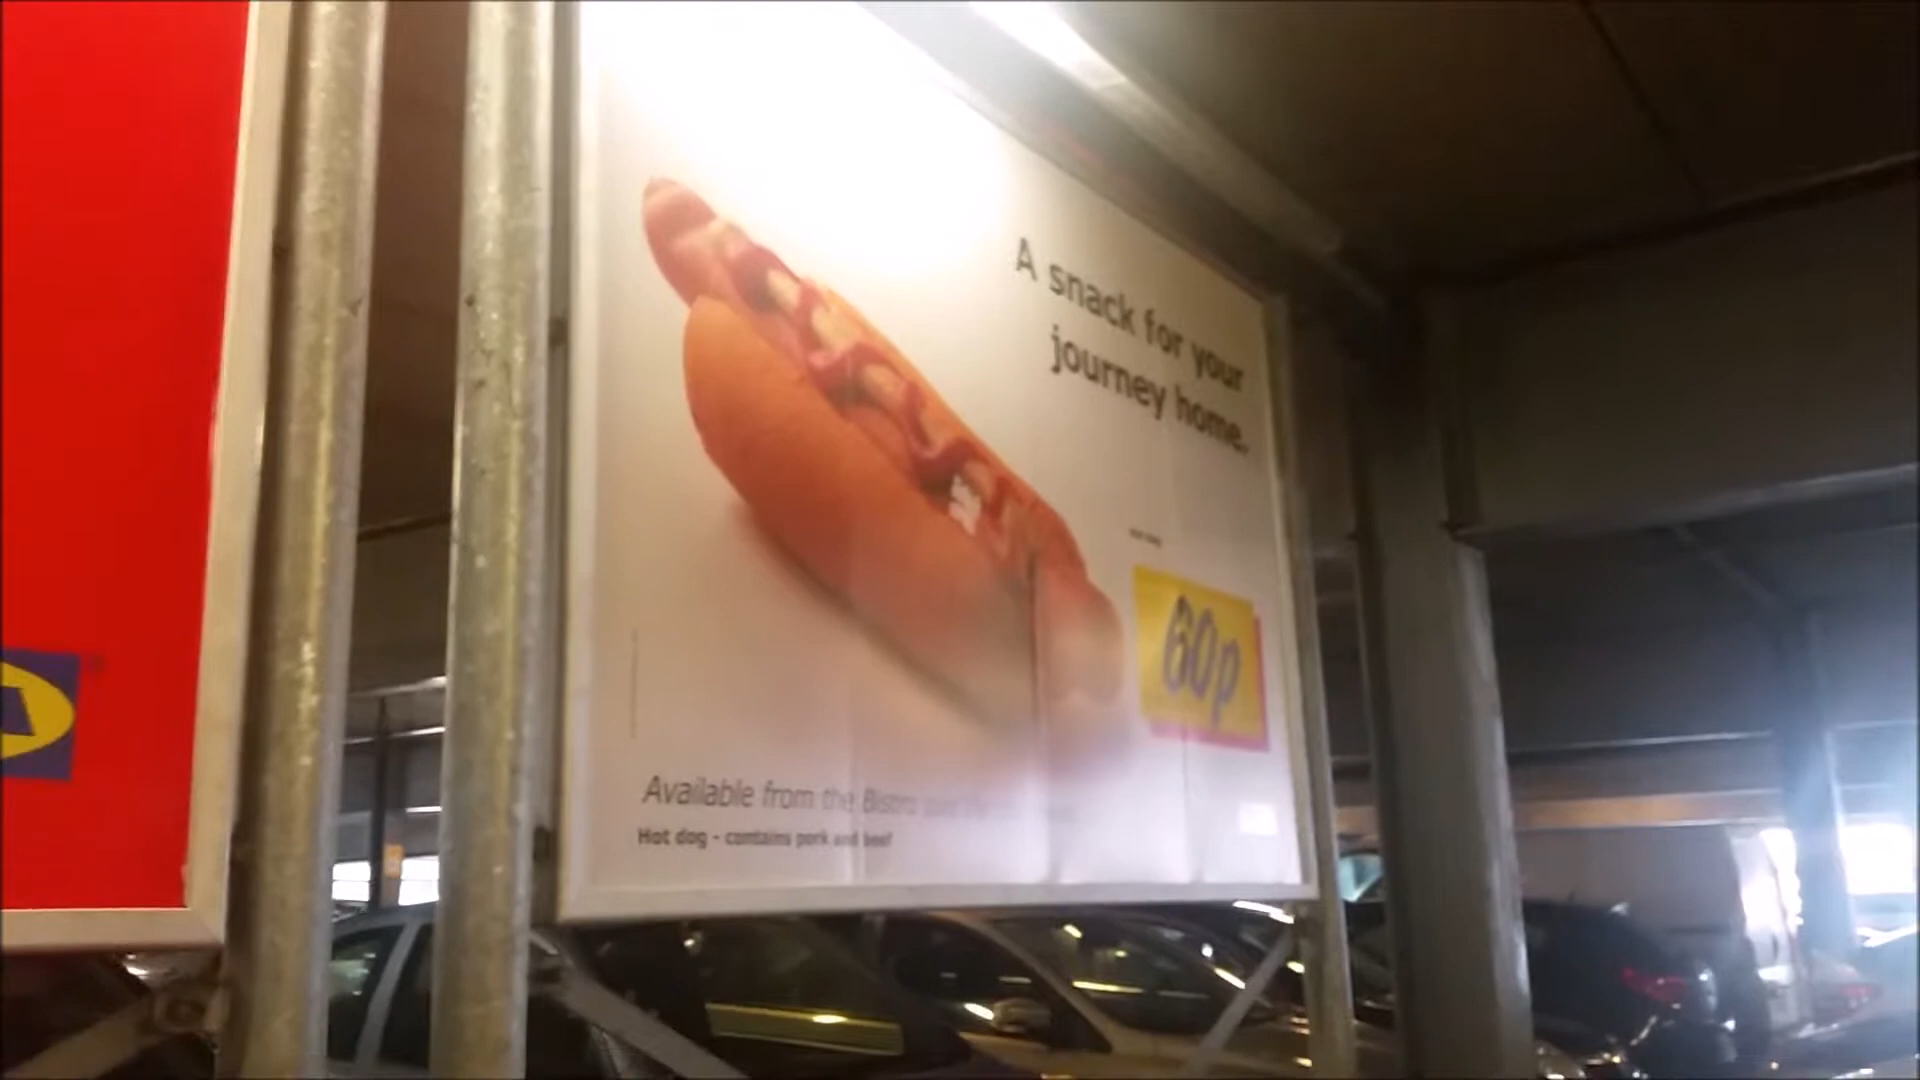 A snack for your
journey home.
60p
Available from the Bistro
Hot dog - contains pork and beef